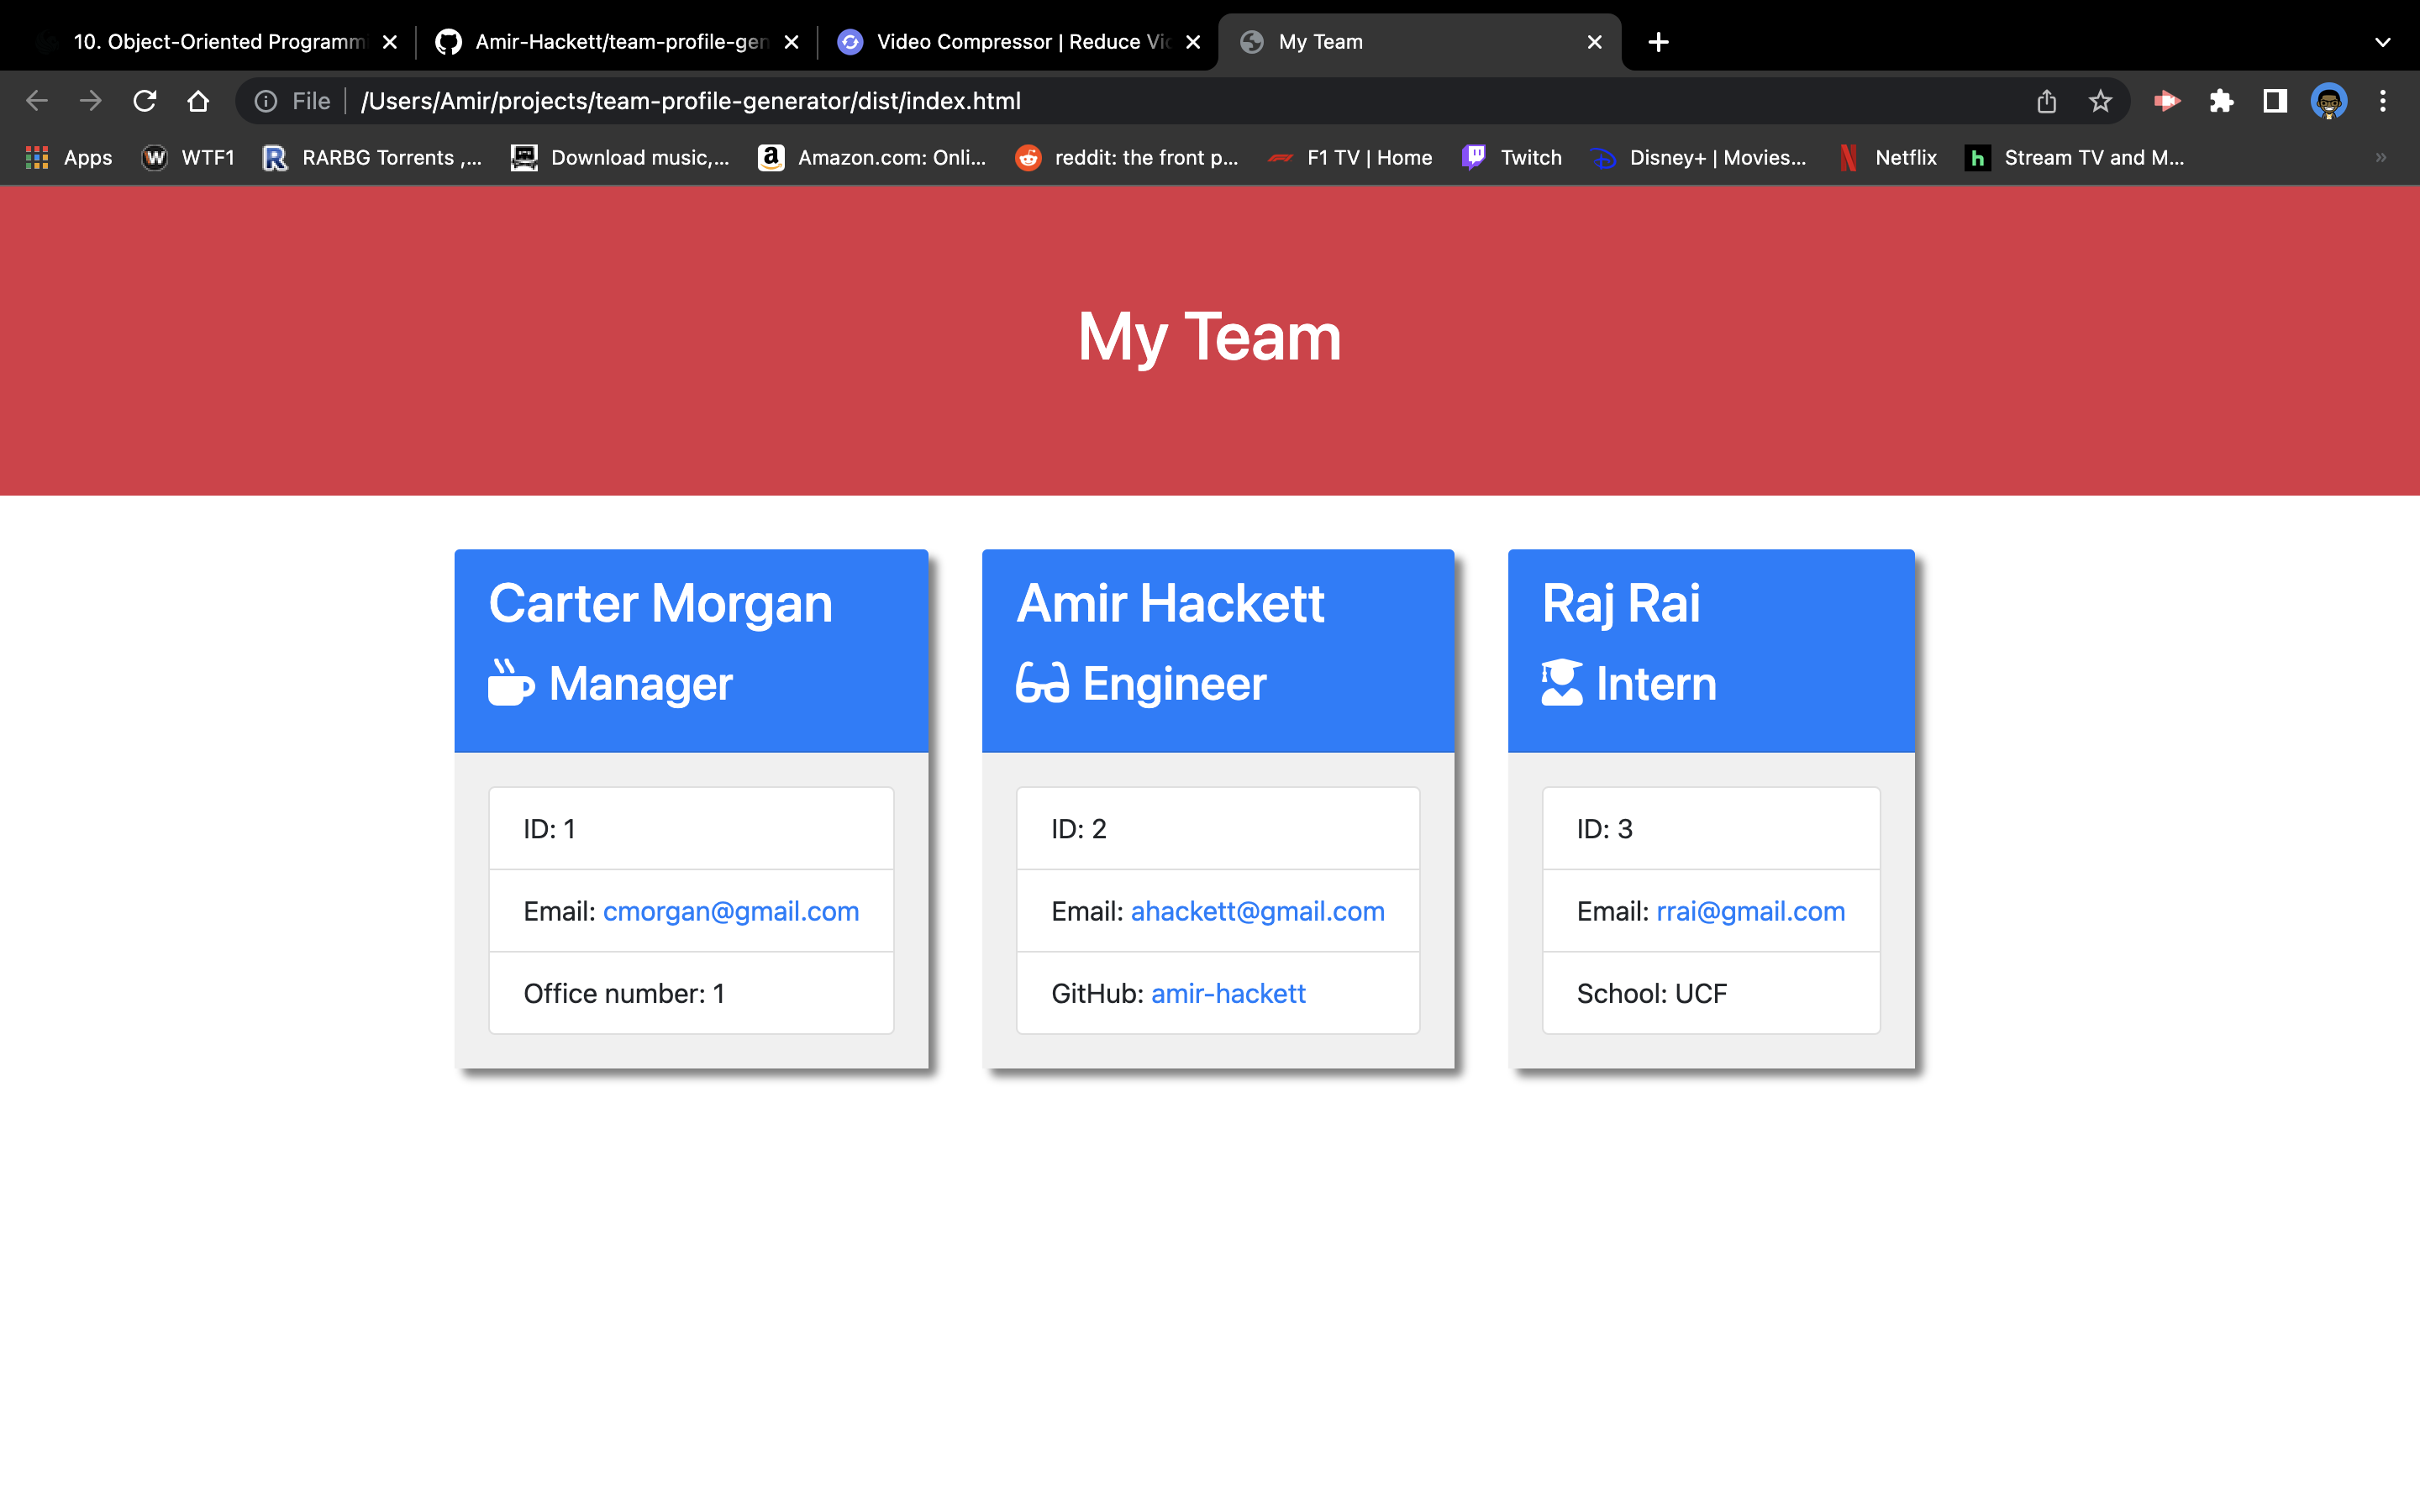 10. Object-Oriented Programmi
Amir-Hackett/team-profile-gen
Video Compressor | Reduce Vid
My Team
File
/Users/Amir/projects/team-profile-generator/dist/index.html
Apps
WTF1
RARBG Torrents ,...
Download music,...
Amazon.com: Onli...
reddit: the front p...
F1 TV | Home
Twitch
Disney+ | Movies...
Netflix
Stream TV and M...
My Team
Carter Morgan
Manager
ID: 1
Email: cmorgan@gmail.com
Office number: 1
Amir Hackett
Engineer
ID: 2
Email: ahackett@gmail.com
GitHub: amir-hackett
Raj Rai
Intern
ID: 3
Email: rrai@gmail.com
School: UCF